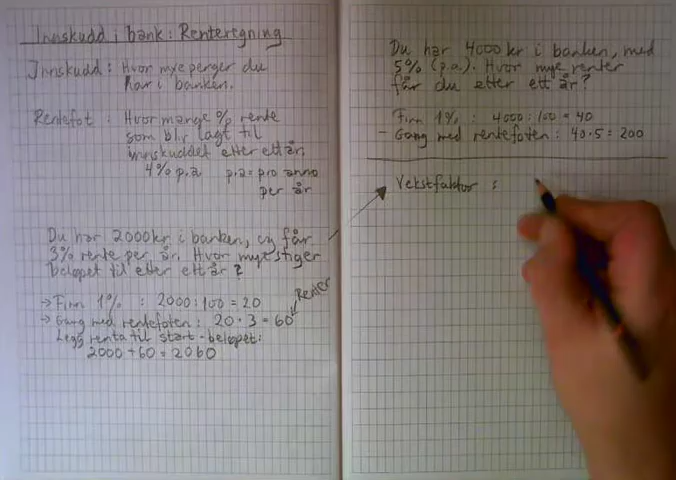 Innskudd i bank: Renteregning
Innskudd: Hvor mye penger du
har i banken.
Rentefot: Hvor mange % rente
som blir lagt til
innskuddet etter ett år.
4% p.a p.a = pro anno
per år
Du har 2000 kr i banken, og får
3% rente per år. Hvor mye stiger
beløpet til etter ett år?
→ Finn 1% : 2000:100 = 20
→ Gang med rentefoten: 20 · 3 = 60
Renter
Legg renta til start-beløpet:
2000 + 60 = 2060
Du har 4000 kr i banken, med
5% (p.a). Hvor mye renter
får du etter ett år?
Finn 1% : 4000:100 = 40
- Gang med rentefoten: 40 · 5 = 200
Vekstfaktor :